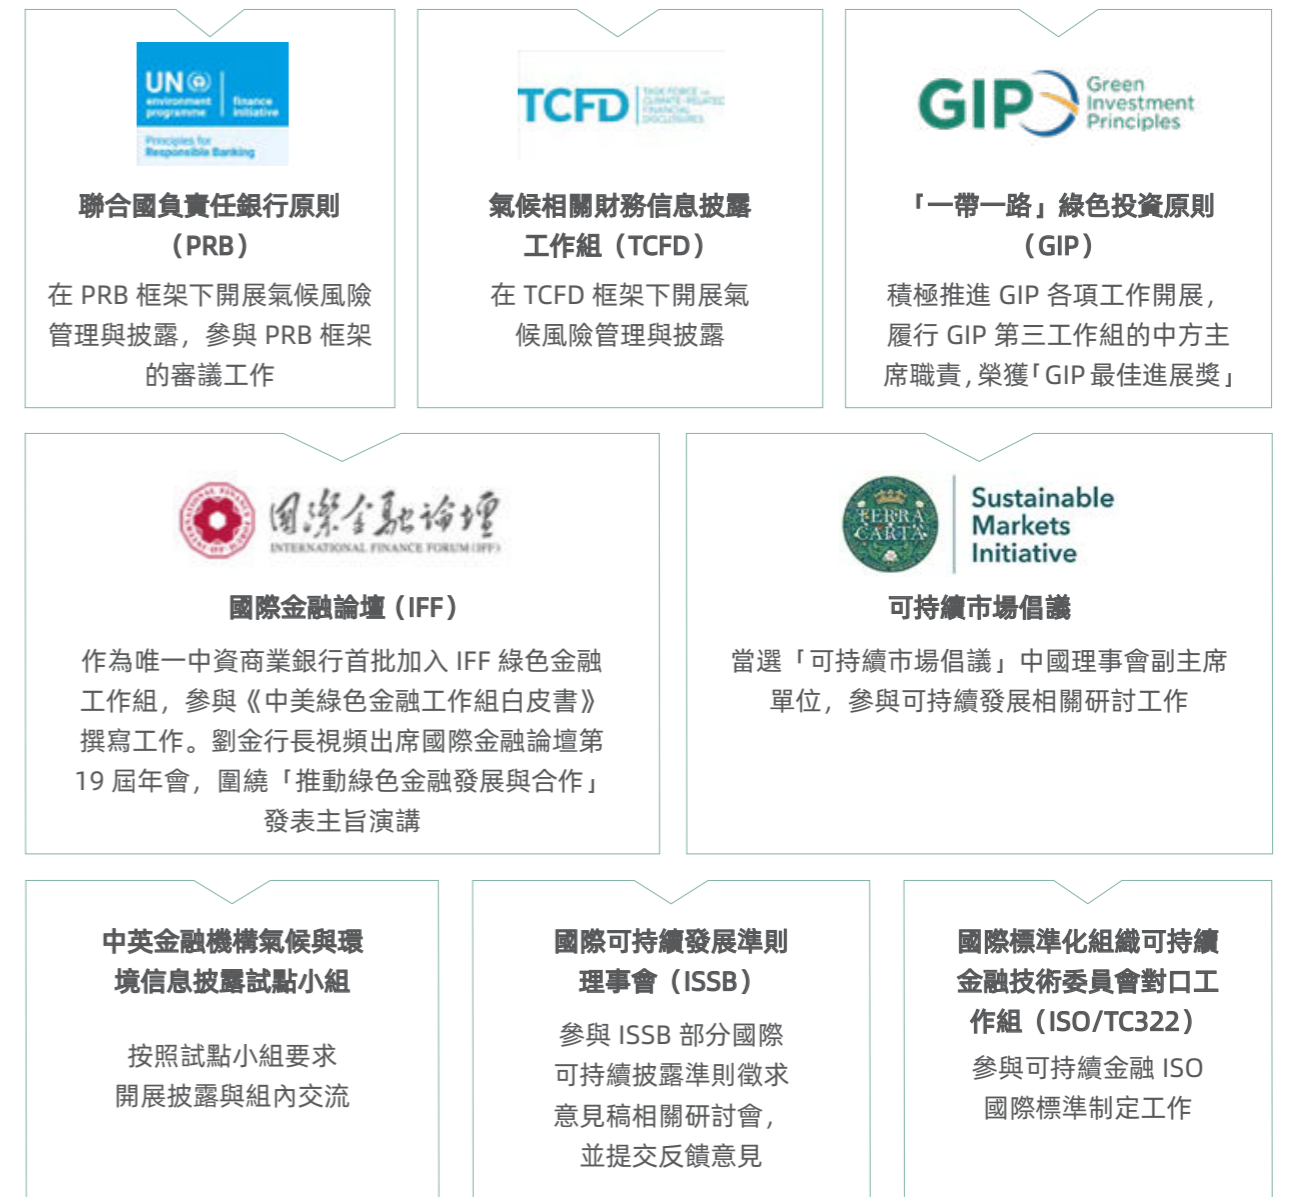 UN
environment programme
finance initiative
Principles for
Responsible Banking
聯合國負責任銀行原則
（PRB）
在 PRB 框架下開展氣候風險
管理與披露，參與 PRB 框架
的審議工作
TCFD
TASK FORCE ON
CLIMATE-RELATED
FINANCIAL
DISCLOSURES
氣候相關財務信息披露
工作組（TCFD）
在 TCFD 框架下開展氣
候風險管理與披露
GIP
Green
Investment
Principles
「一帶一路」綠色投資原則
（GIP）
積極推進 GIP 各項工作開展，
履行 GIP 第三工作組的中方主
席職責，榮獲「GIP 最佳進展獎」
INTERNATIONAL FINANCE FORUM IFF
国际金融论坛
INTERNATIONAL FINANCE FORUM (IFF)
國際金融論壇（IFF）
作為唯一中資商業銀行首批加入 IFF 綠色金融
工作組，參與《中美綠色金融工作組白皮書》
撰寫工作。劉金行長視頻出席國際金融論壇第
19 屆年會，圍繞「推動綠色金融發展與合作」
發表主旨演講
TERRA
CARTA
Sustainable
Markets
Initiative
可持續市場倡議
當選「可持續市場倡議」中國理事會副主席
單位，參與可持續發展相關研討工作
中英金融機構氣候與環
境信息披露試點小組
按照試點小組要求
開展披露與組內交流
國際可持續發展準則
理事會（ISSB）
參與 ISSB 部分國際
可持續披露準則徵求
意見稿相關研討會，
並提交反饋意見
國際標準化組織可持續
金融技術委員會對口工
作組（ISO/TC322）
參與可持續金融 ISO
國際標準制定工作